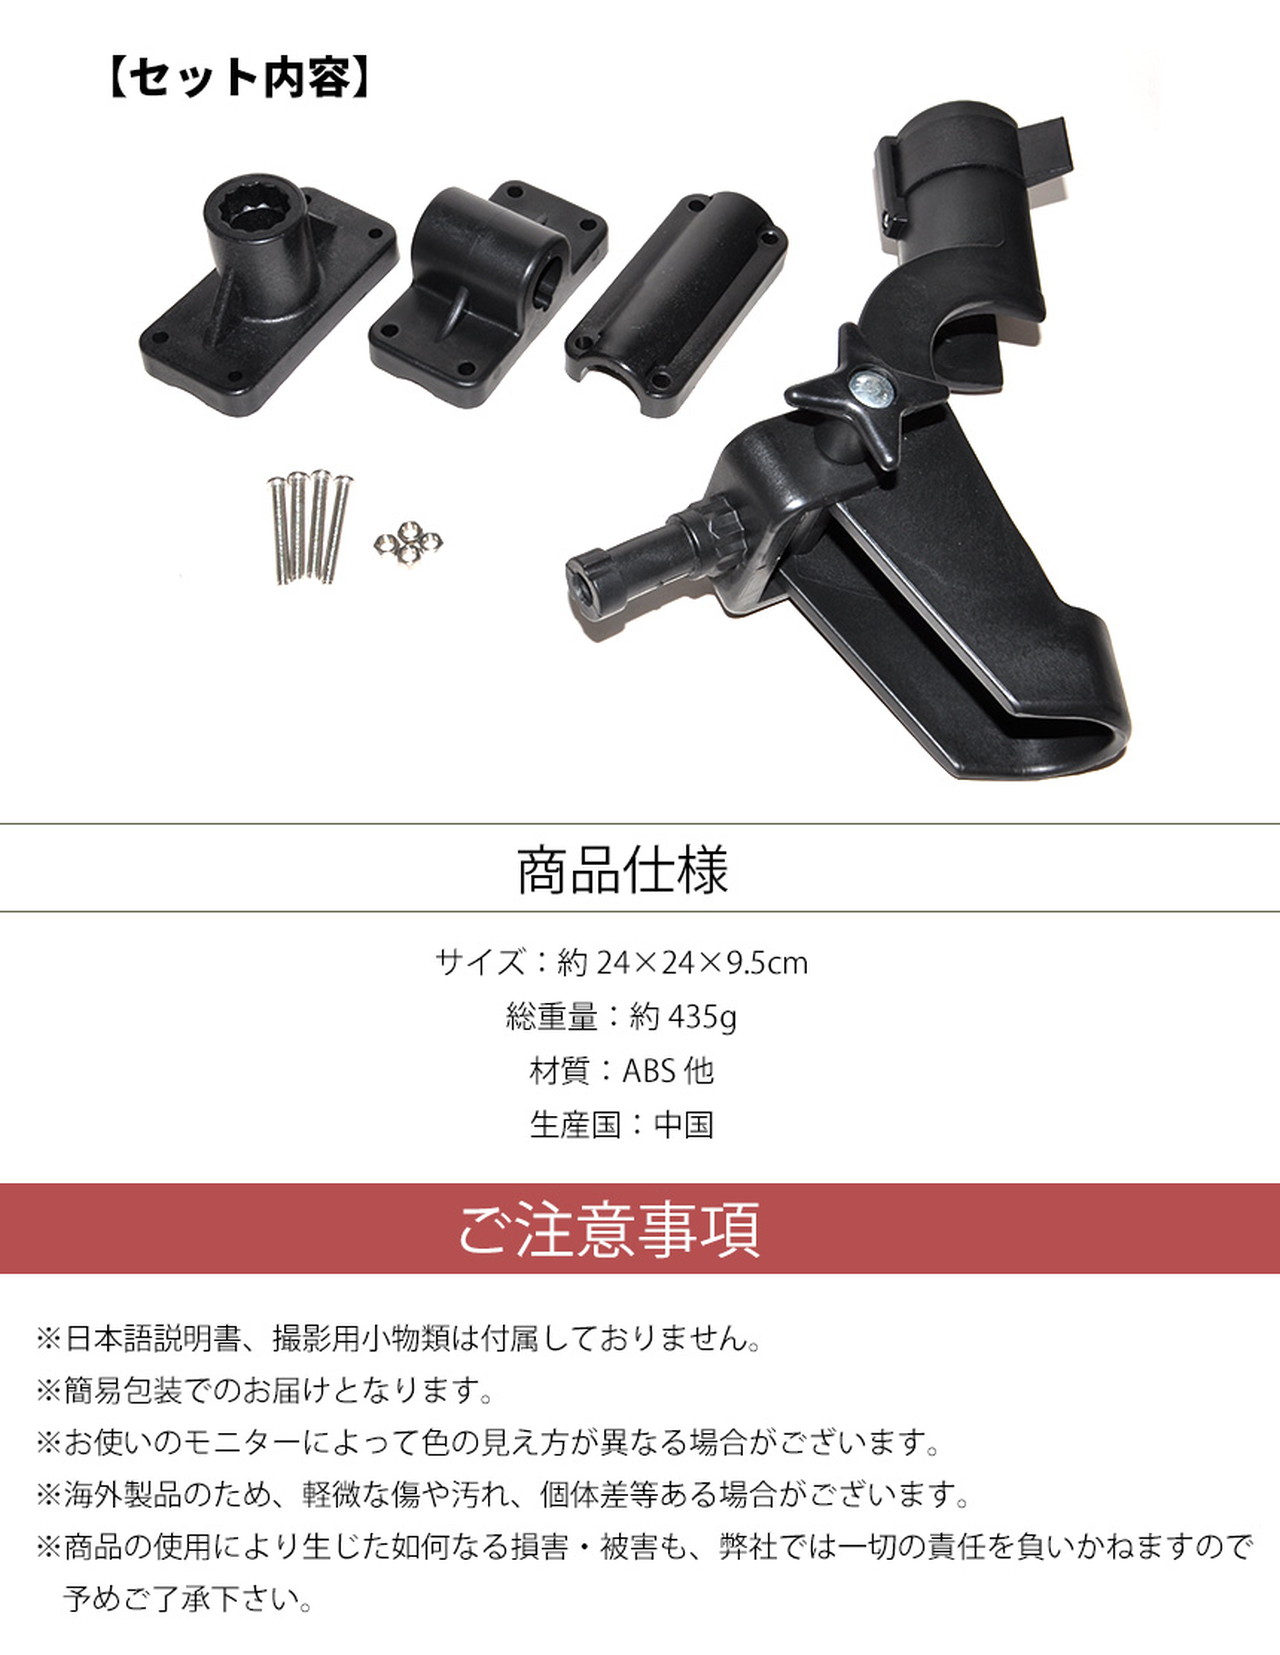 【セット内容】
商品仕様
サイズ：約 24×24×9.5cm
総重量：約 435g
材質：ABS 他
生産国：中国
ご注意事項
※日本語説明書、撮影用小物類は付属しておりません。
※簡易包装でのお届けとなります。
※お使いのモニターによって色の見え方が異なる場合がございます。
※海外製品のため、軽微な傷や汚れ、個体差等ある場合がございます。
※商品の使用により生じた如何なる損害・被害も、弊社では一切の責任を負いかねますので
予めご了承下さい。